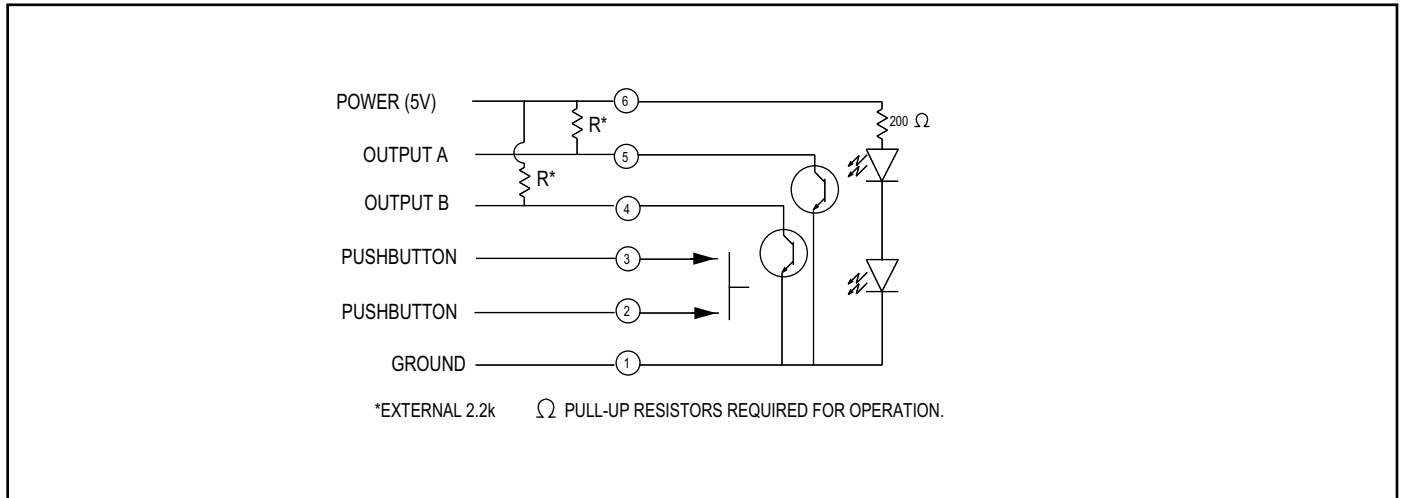 POWER (5V)
6
R*
200 Ω
OUTPUT A
5
R*
OUTPUT B
4
PUSHBUTTON
3
PUSHBUTTON
2
GROUND
1
*EXTERNAL 2.2k Ω PULL-UP RESISTORS REQUIRED FOR OPERATION.